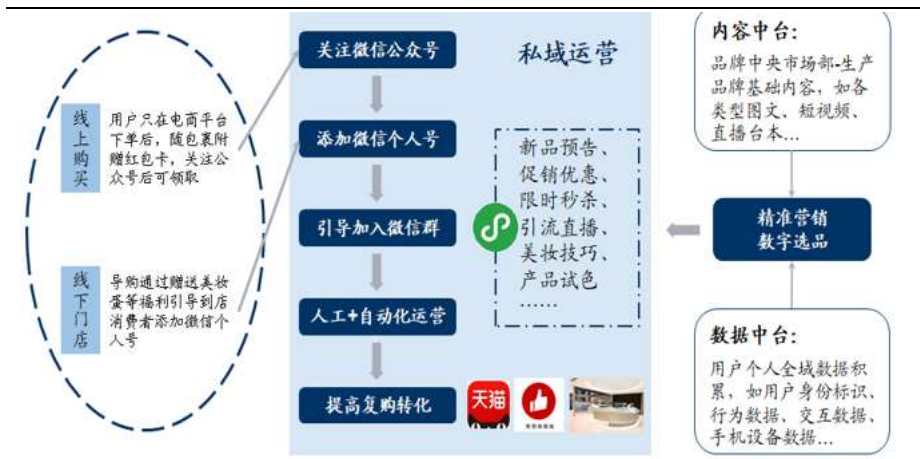 线
上
购
买
用户只在电商平台
下单后，随包裹附
赠红包卡，关注公
众号后可领取
线
下
门
店
导购通过赠送美妆
蛋等福利引导到店
消费者添加微信个
人号
关注微信公众号
添加微信个人号
引导加入微信群
人工+自动化运营
提高复购转化
私域运营
新品预告、
促销优惠、
限时秒杀、
引流直播、
美妆技巧、
产品试色
……
天猫
内容中台：
品牌中央市场部-生产
品牌基础内容，如各
类型图文、短视频、
直播台本…
精准营销
数字选品
数据中台：
用户个人全域数据积
累，如用户身份标识、
行为数据、交互数据、
手机设备数据…